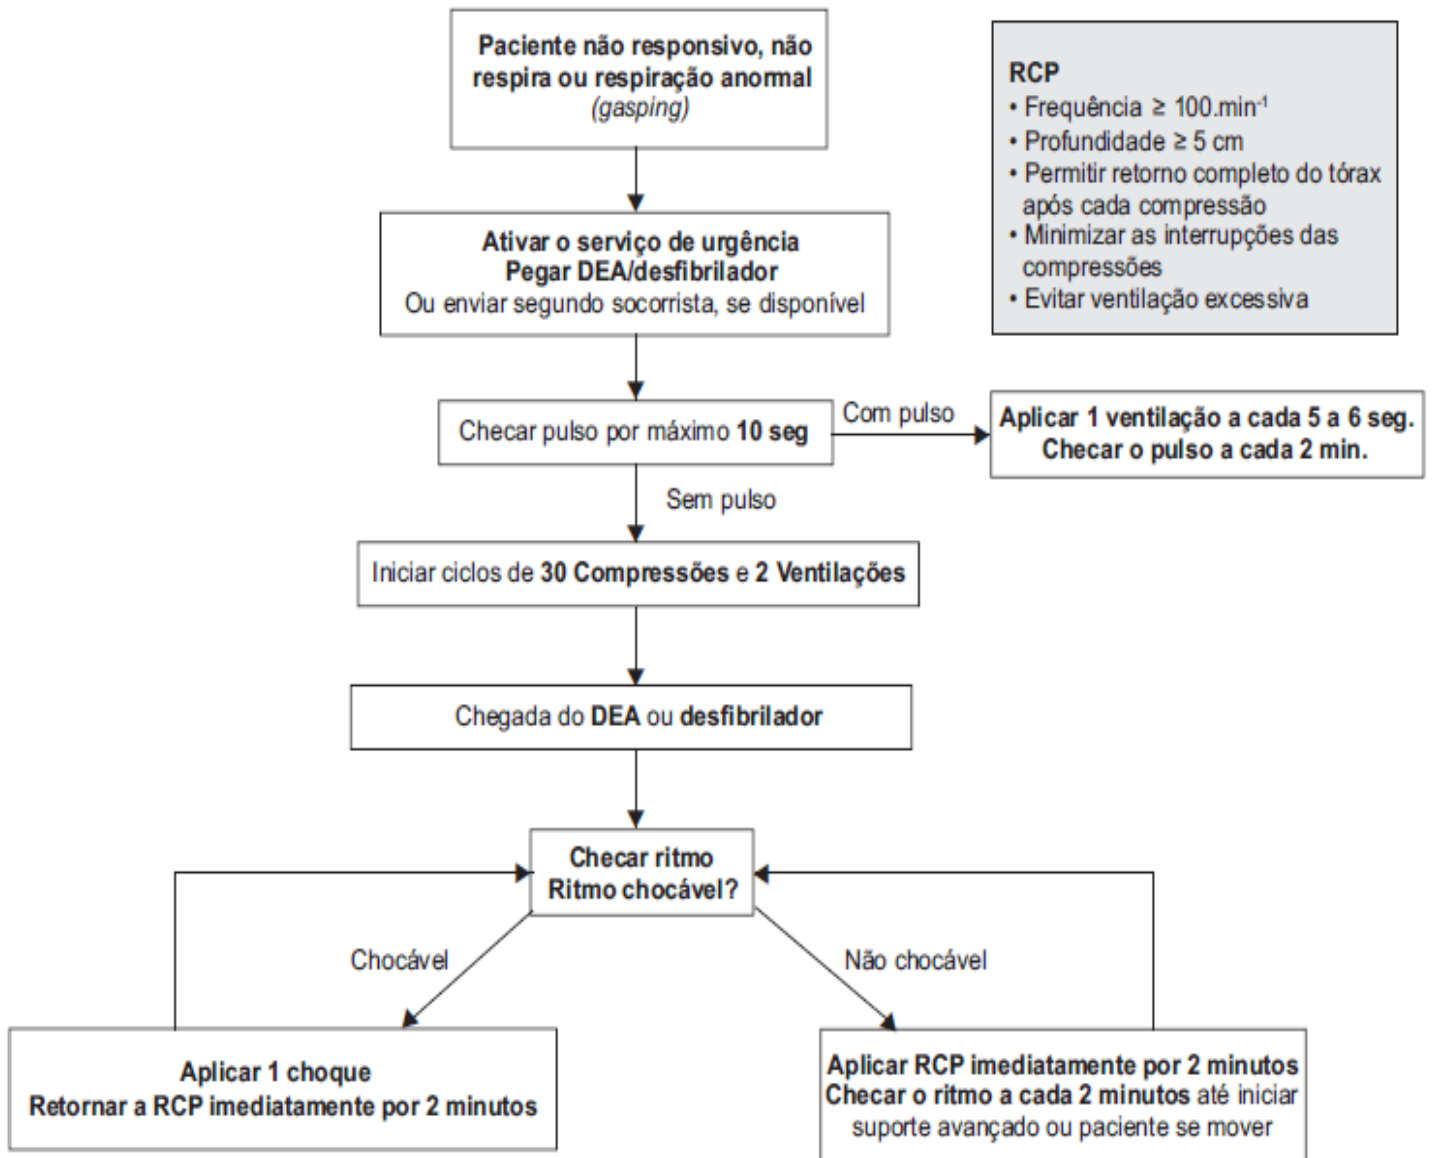 Paciente não responsivo, não
respira ou respiração anormal
(gasping)
RCP
• Frequência ≥ 100.min⁻¹
• Profundidade ≥ 5 cm
• Permitir retorno completo do tórax
após cada compressão
• Minimizar as interrupções das
compressões
• Evitar ventilação excessiva
Ativar o serviço de urgência
Pegar DEA/desfibrilador
Ou enviar segundo socorrista, se disponível
Checar pulso por máximo 10 seg
Com pulso
Aplicar 1 ventilação a cada 5 a 6 seg.
Checar o pulso a cada 2 min.
Sem pulso
Iniciar ciclos de 30 Compressões e 2 Ventilações
Chegada do DEA ou desfibrilador
Checar ritmo
Ritmo chocável?
Chocável
Não chocável
Aplicar 1 choque
Retornar a RCP imediatamente por 2 minutos
Aplicar RCP imediatamente por 2 minutos
Checar o ritmo a cada 2 minutos até iniciar
suporte avançado ou paciente se mover